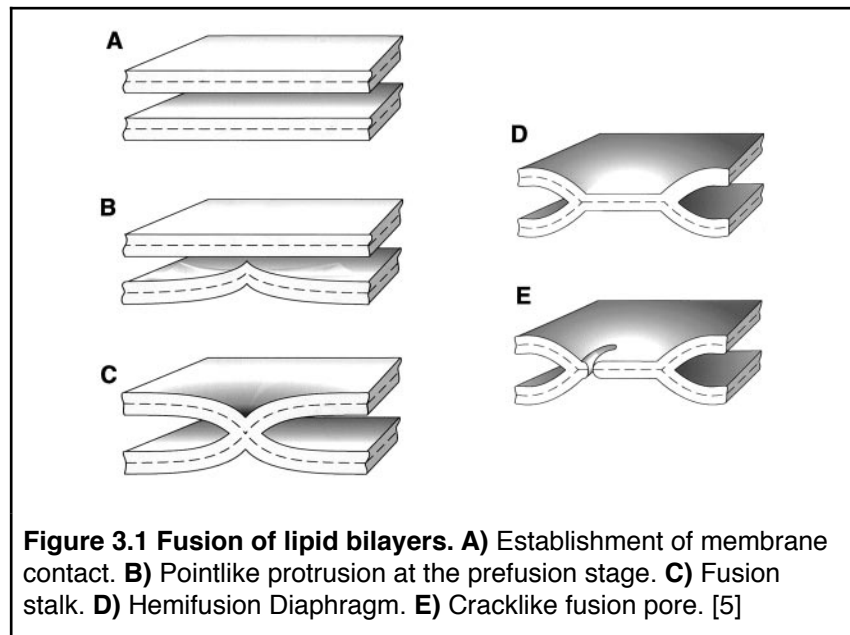 A
B
C
D
E
Figure 3.1 Fusion of lipid bilayers. A) Establishment of membrane
contact. B) Pointlike protrusion at the prefusion stage. C) Fusion
stalk. D) Hemifusion Diaphragm. E) Cracklike fusion pore. [5]